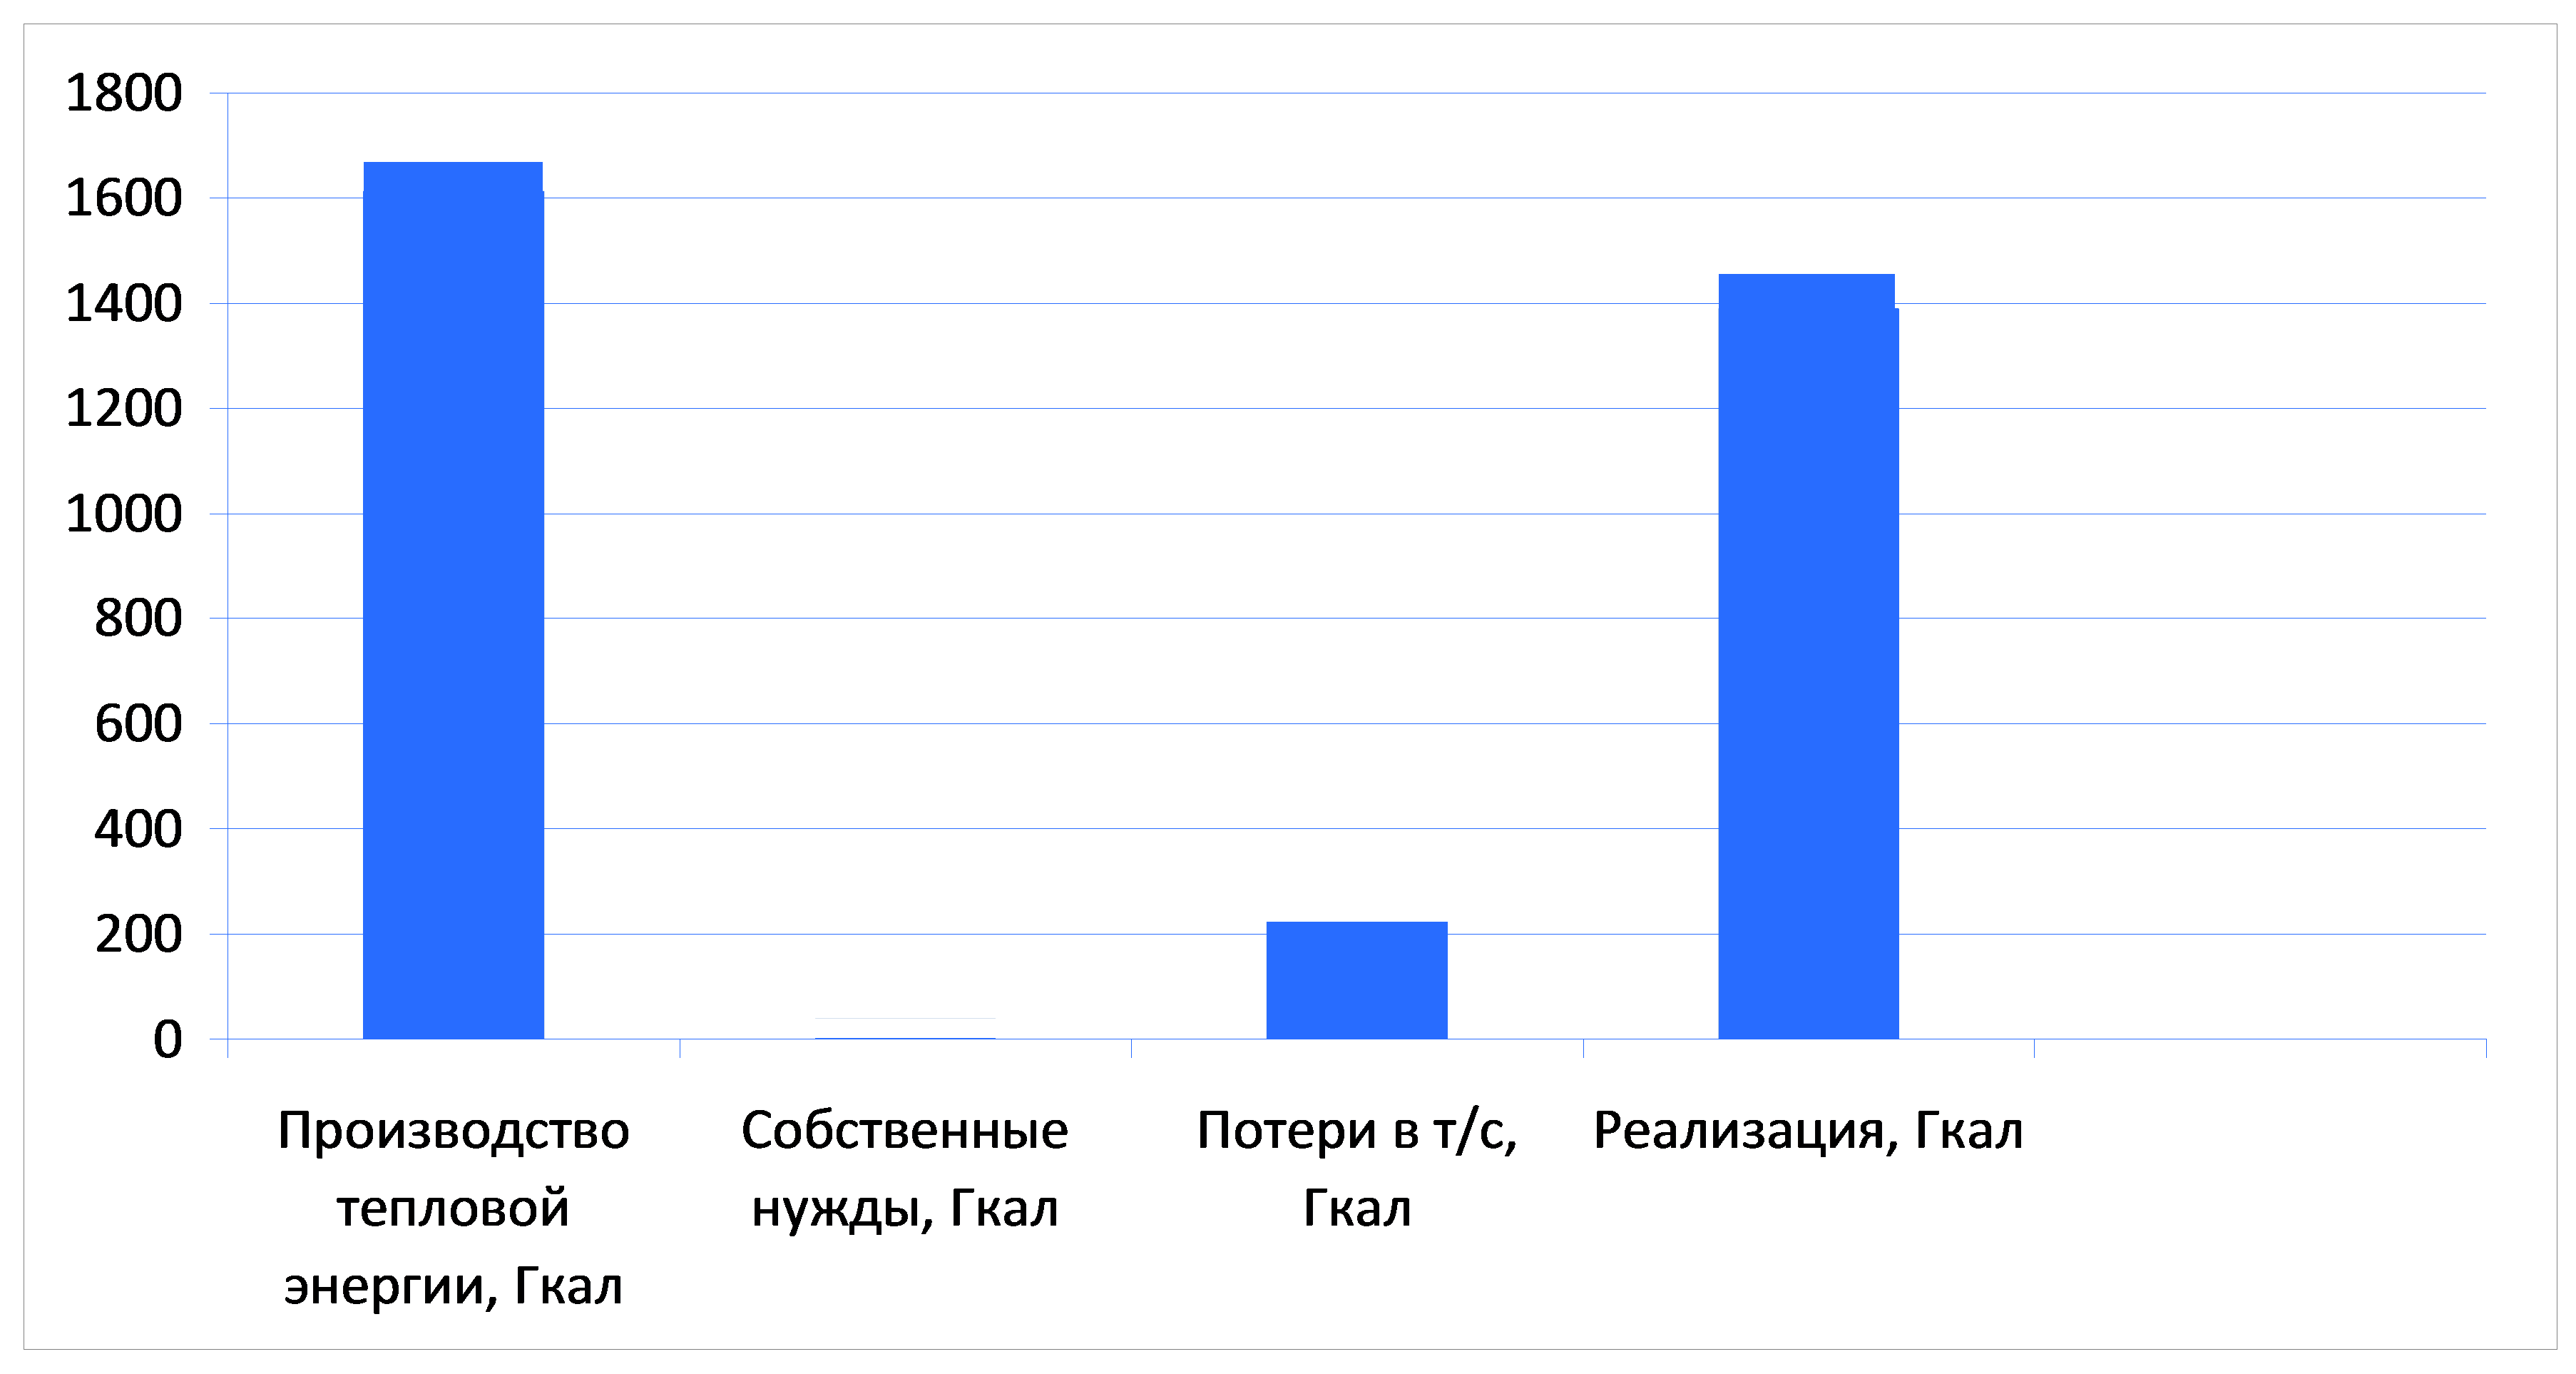 1800
1600
1400
1200
1000
800
600
400
200
0
Производство
тепловой
энергии, Гкал
Собственные
нужды, Гкал
Потери в т/с,
Гкал
Реализация, Гкал